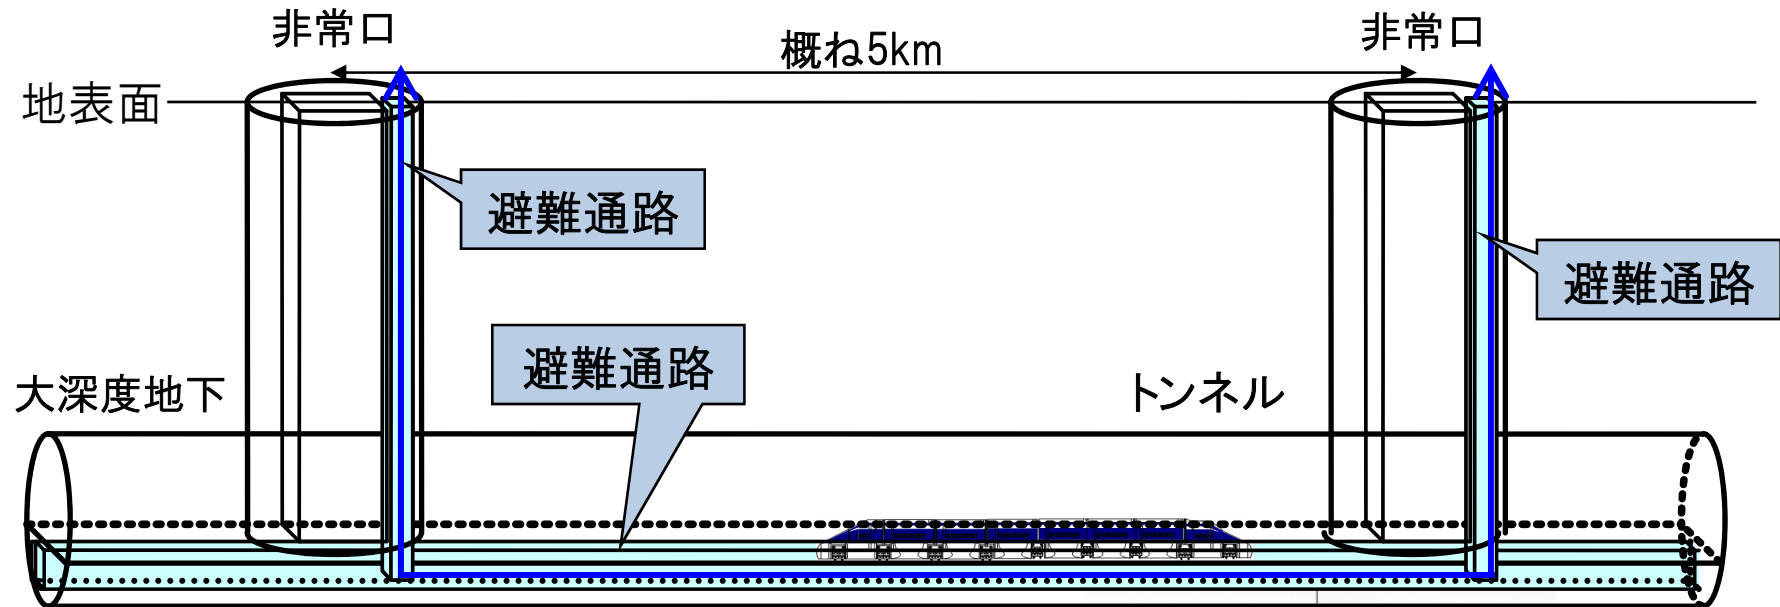 非常口
非常口
概ね5km
地表面
避難通路
避難通路
避難通路
大深度地下
トンネル